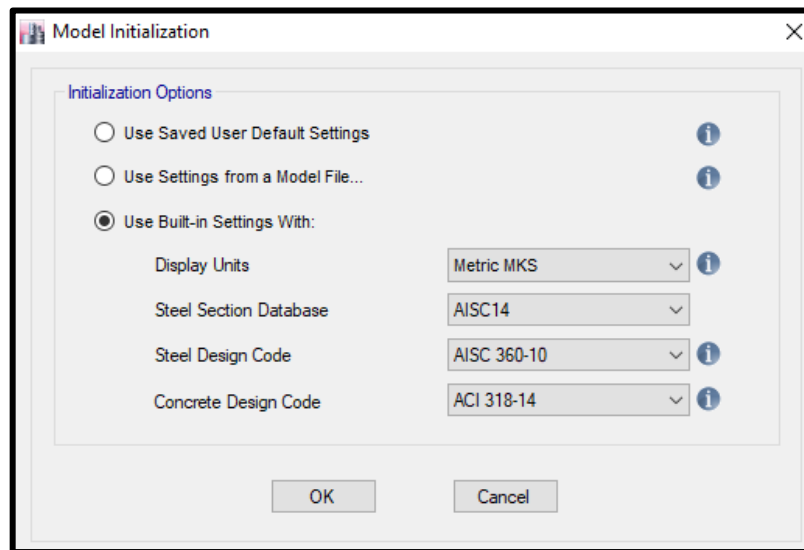 Model Initialization
Initialization Options
Use Saved User Default Settings
Use Settings from a Model File...
Use Built-in Settings With:
Display Units Metric MKS
Steel Section Database AISC14
Steel Design Code AISC 360-10
Concrete Design Code ACI 318-14
OK Cancel